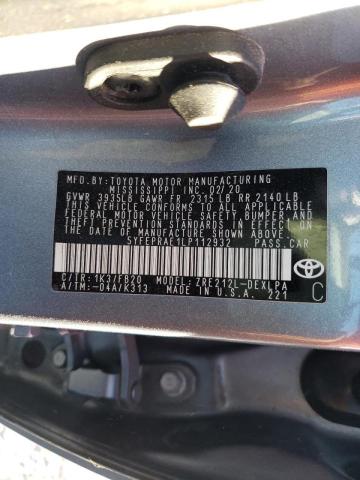 MFD.BY:TOYOTA MOTOR MANUFACTURING
MISSISSIPPI INC. 02/20
GVWR 3935LB GAWR FR 2315 LB RR 2140LB
THIS VEHICLE CONFORMS TO ALL APPLICABLE
FEDERAL MOTOR VEHICLE SAFETY, BUMPER, AND
THEFT PREVENTION STANDARDS IN EFFECT ON
THE DATE OF MANUFACTURE SHOWN ABOVE.
5YFEPRAE1LP112932 PASS.CAR
C/TR:1K3/FB20 MODEL:ZRE212L-DEXLPA
A/TM:-04A/K313 MADE IN U.S.A. 221
C